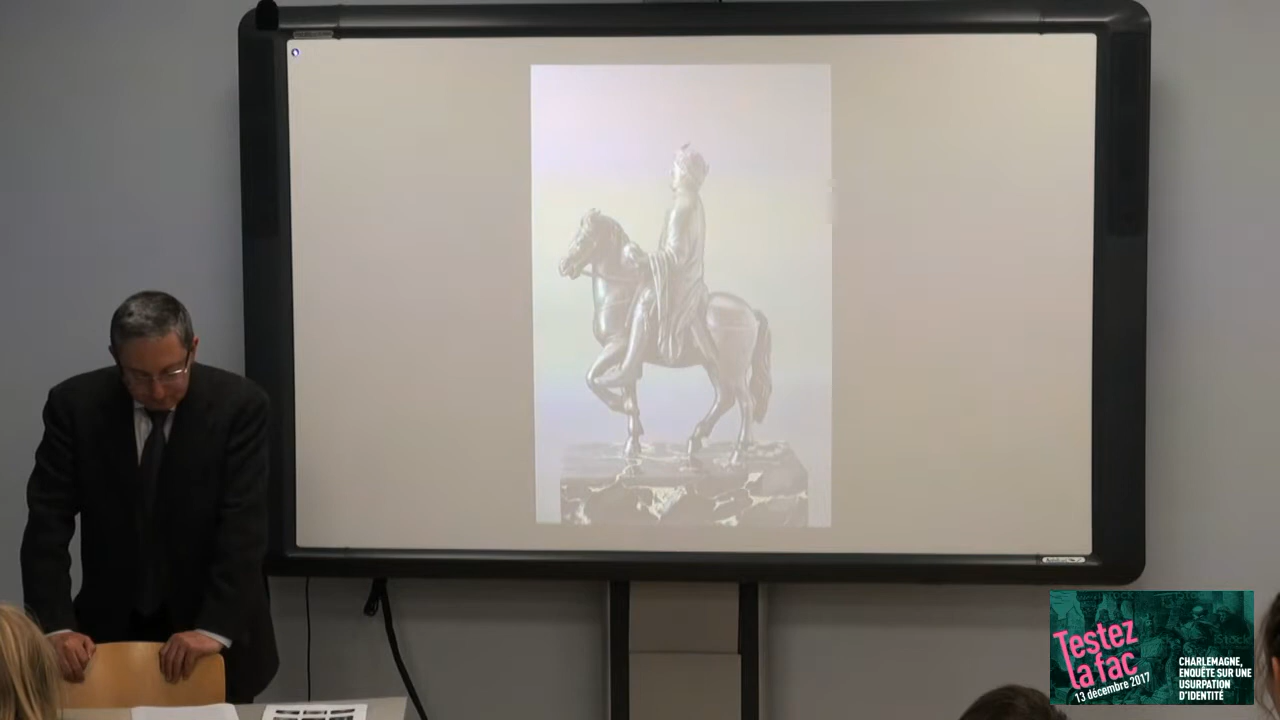 Testez
la fac
13 décembre 2017
CHARLEMAGNE,
ENQUÊTE SUR UNE
USURPATION
D'IDENTITÉ